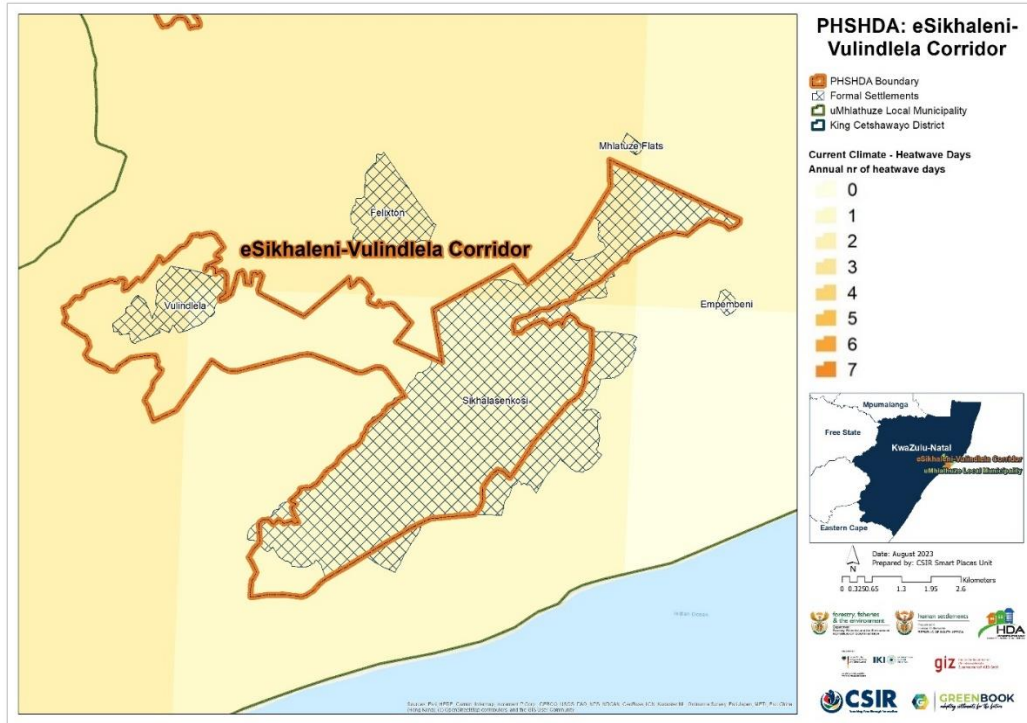 PHSHDA: eSikhaleni-
Vulindlela Corridor
PHSHDA Boundary
Formal Settlements
uMhlathuze Local Municipality
King Cetshawayo District
Current Climate - Heatwave Days
Annual nr of heatwave days
0
1
2
3
4
5
6
7
Mhlatuze Flats
Felixton
eSikhaleni-Vulindlela Corridor
Vulindlela
Empembeni
Sikhalasenkosi
Indian Ocean
Mpumalanga
Free State
KwaZulu-Natal
eSikhaleni-Vulindlela Corridor
uMhlathuze Local Municipality
Eastern Cape
N
Date: August 2023
Prepared by: CSIR Smart Places Unit
Kilometers
0 0.325 0.65 1.3 1.95 2.6
forestry, fisheries
& the environment
human settlements
HDA
IKI
giz
CSIR
GREENBOOK